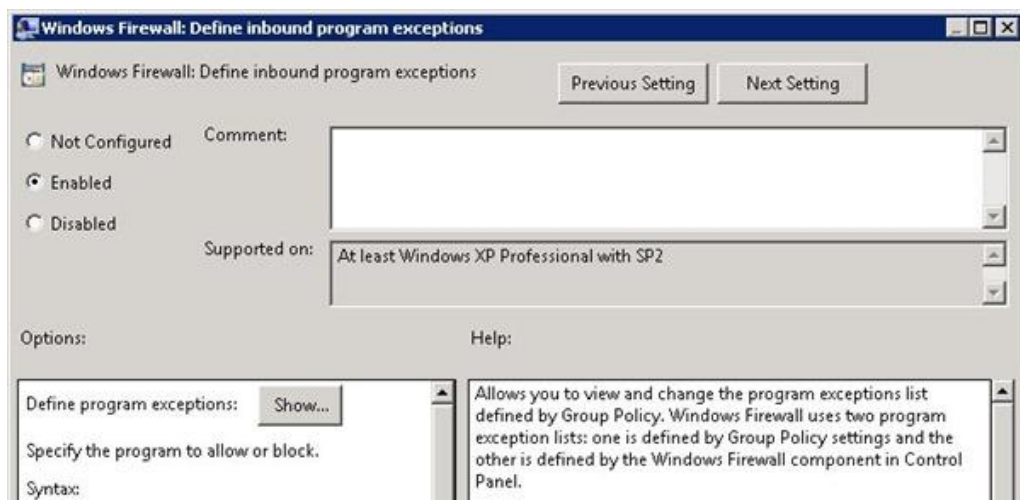 Windows Firewall: Define inbound program exceptions
Windows Firewall: Define inbound program exceptions
Previous Setting
Next Setting
Not Configured
Comment:
Enabled
Disabled
Supported on:
At least Windows XP Professional with SP2
Options:
Help:
Define program exceptions:
Show...
Specify the program to allow or block.
Syntax:
Allows you to view and change the program exceptions list
defined by Group Policy. Windows Firewall uses two program
exception lists: one is defined by Group Policy settings and the
other is defined by the Windows Firewall component in Control
Panel.